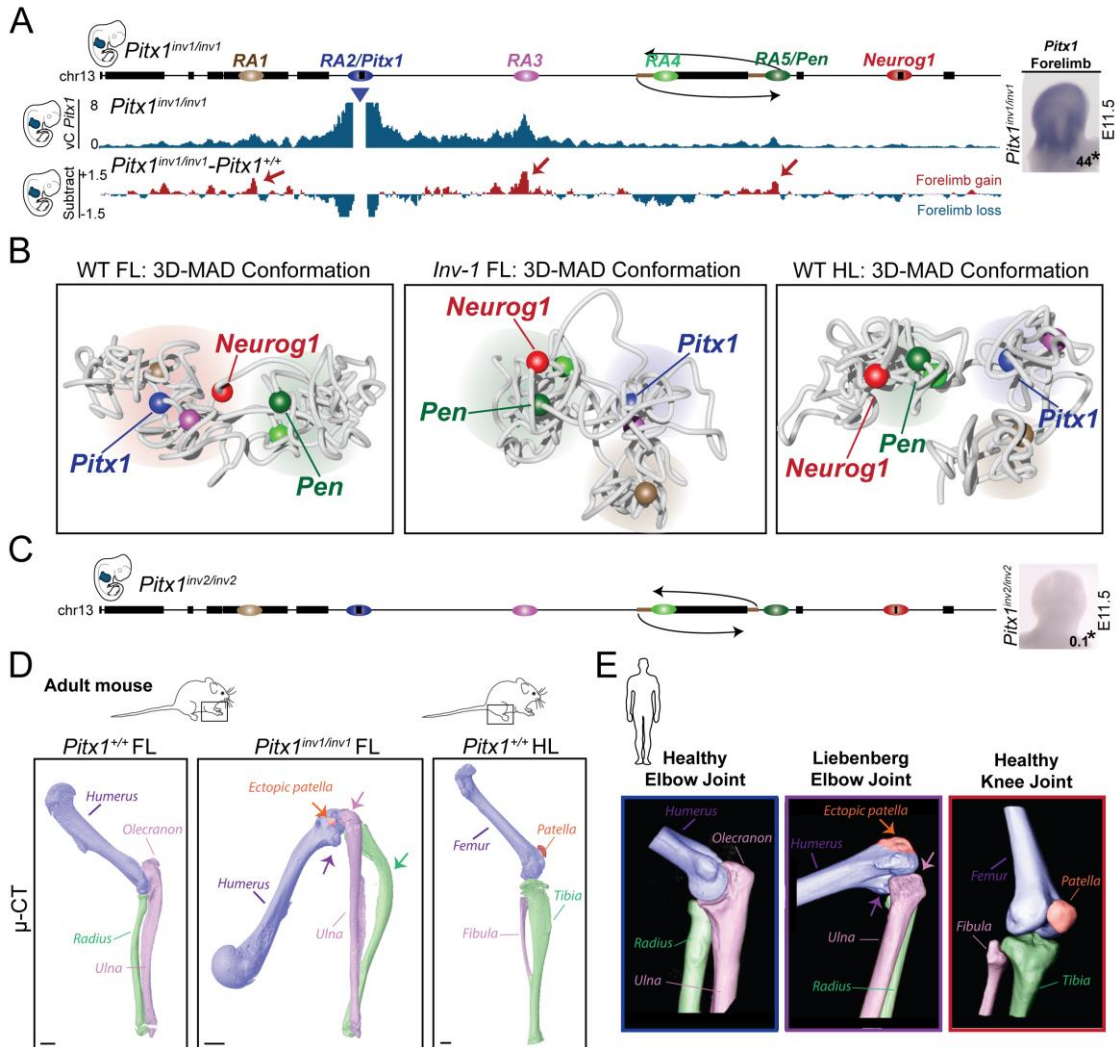 A
Pitx1inv1/inv1
RA1
RA2/Pitx1
RA3
RA4
RA5/Pen
Neurog1
chr13
Pitx1inv1/inv1
8
0
vC Pitx1
Pitx1inv1/inv1-Pitx1+/+
+1.5
-1.5
Subtract
Forelimb gain
Forelimb loss
Pitx1
Forelimb
Pitx1inv1/inv1
44*
E11.5
B
WT FL: 3D-MAD Conformation
Neurog1
Pitx1
Pen
Inv-1 FL: 3D-MAD Conformation
Neurog1
Pitx1
Pen
WT HL: 3D-MAD Conformation
Pitx1
Pen
Neurog1
C
Pitx1inv2/inv2
chr13
Pitx1inv2/inv2
0.1*
E11.5
D
Adult mouse
μ-CT
Pitx1+/+ FL
Humerus
Olecranon
Radius
Ulna
Pitx1inv1/inv1 FL
Ectopic patella
Humerus
Ulna
Pitx1+/+ HL
Femur
Patella
Tibia
Fibula
E
Healthy
Elbow Joint
Humerus
Olecranon
Radius
Ulna
Liebenberg
Elbow Joint
Ectopic patella
Humerus
Ulna
Radius
Healthy
Knee Joint
Femur
Patella
Fibula
Tibia